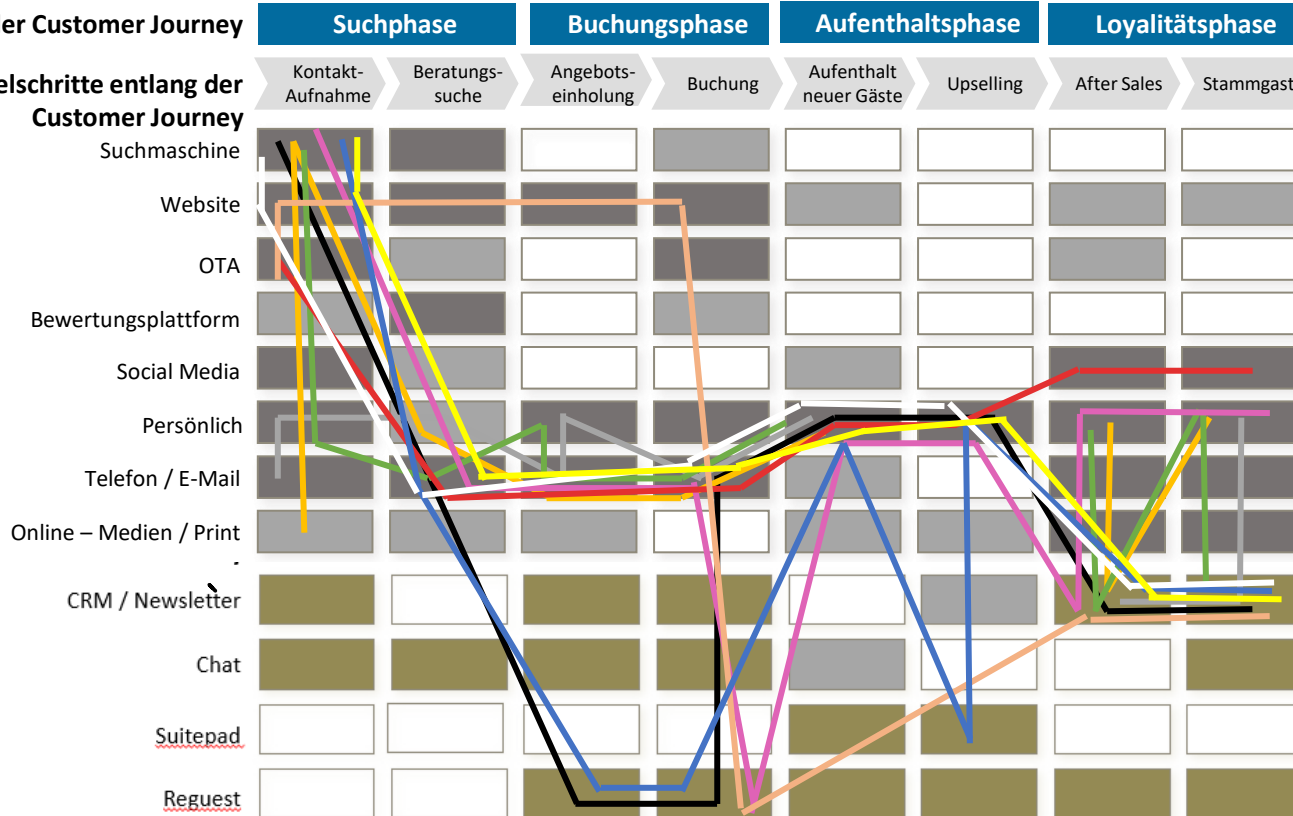 der Customer Journey
Suchphase
Buchungsphase
Aufenthaltsphase
Loyalitätsphase
elschritte entlang der
Customer Journey
Kontakt-
Aufnahme
Beratungs-
suche
Angebots-
einholung
Buchung
Aufenthalt
neuer Gäste
Upselling
After Sales
Stammgast
Suchmaschine
Website
OTA
Bewertungsplattform
Social Media
Persönlich
Telefon / E-Mail
Online – Medien / Print
CRM / Newsletter
Chat
Suitepad
Reguest